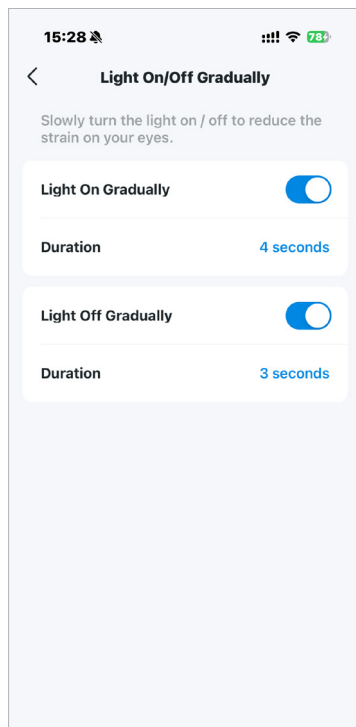 15:28
78
Light On/Off Gradually
Slowly turn the light on / off to reduce the
strain on your eyes.
Light On Gradually
Duration 4 seconds
Light Off Gradually
Duration 3 seconds